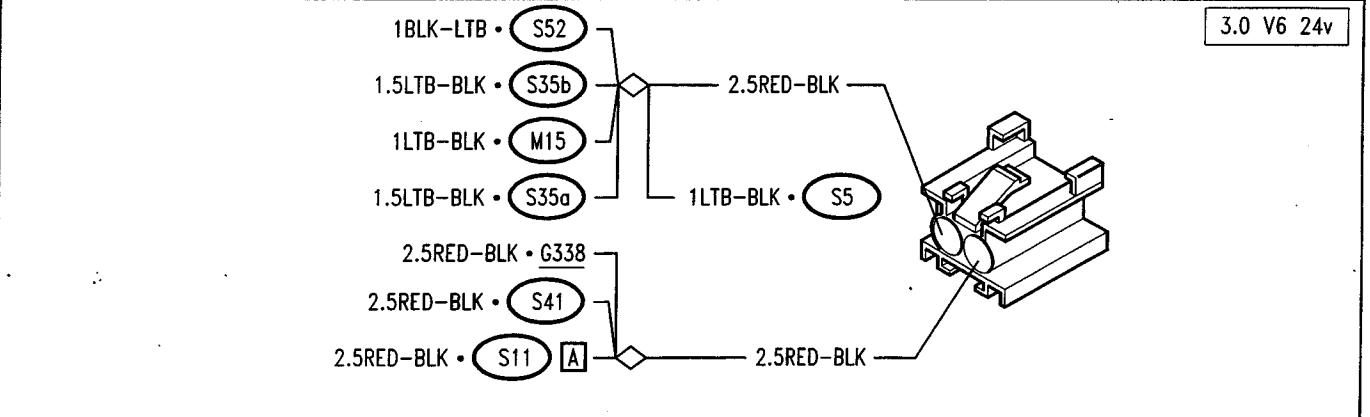 1BLK-LTB • S52
3.0 V6 24v
1.5LTB-BLK • S35b
2.5RED-BLK
1LTB-BLK • M15
1.5LTB-BLK • S35a
1LTB-BLK • S5
2.5RED-BLK • G338
2.5RED-BLK • S41
2.5RED-BLK • S11 A
2.5RED-BLK